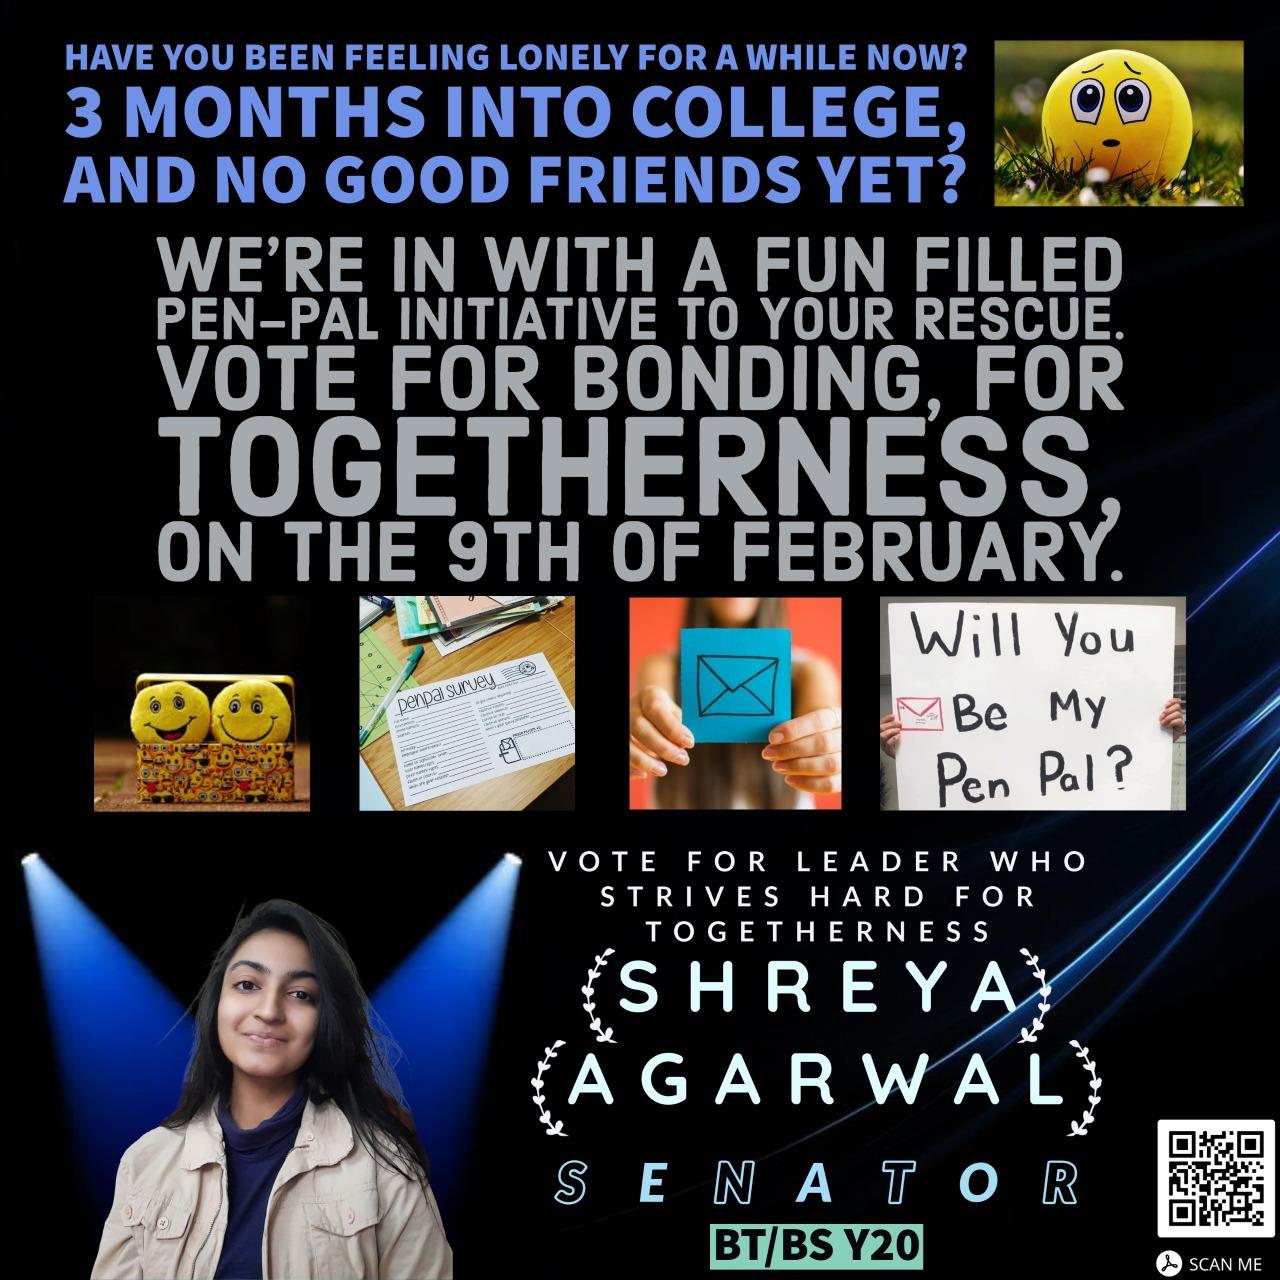 HAVE YOU BEEN FEELING LONELY FOR A WHILE NOW?
3 MONTHS INTO COLLEGE,
AND NO GOOD FRIENDS YET?
WE'RE IN WITH A FUN FILLED
PEN-PAL INITIATIVE TO YOUR RESCUE.
VOTE FOR BONDING, FOR
TOGETHERNESS,
ON THE 9TH OF FEBRUARY.
penpal survey
Will You
Be My
Pen Pal?
VOTE FOR LEADER WHO
STRIVES HARD FOR
TOGETHERNESS
SHREYA
AGARWAL
SENATOR
BT/BS Y20
SCAN ME